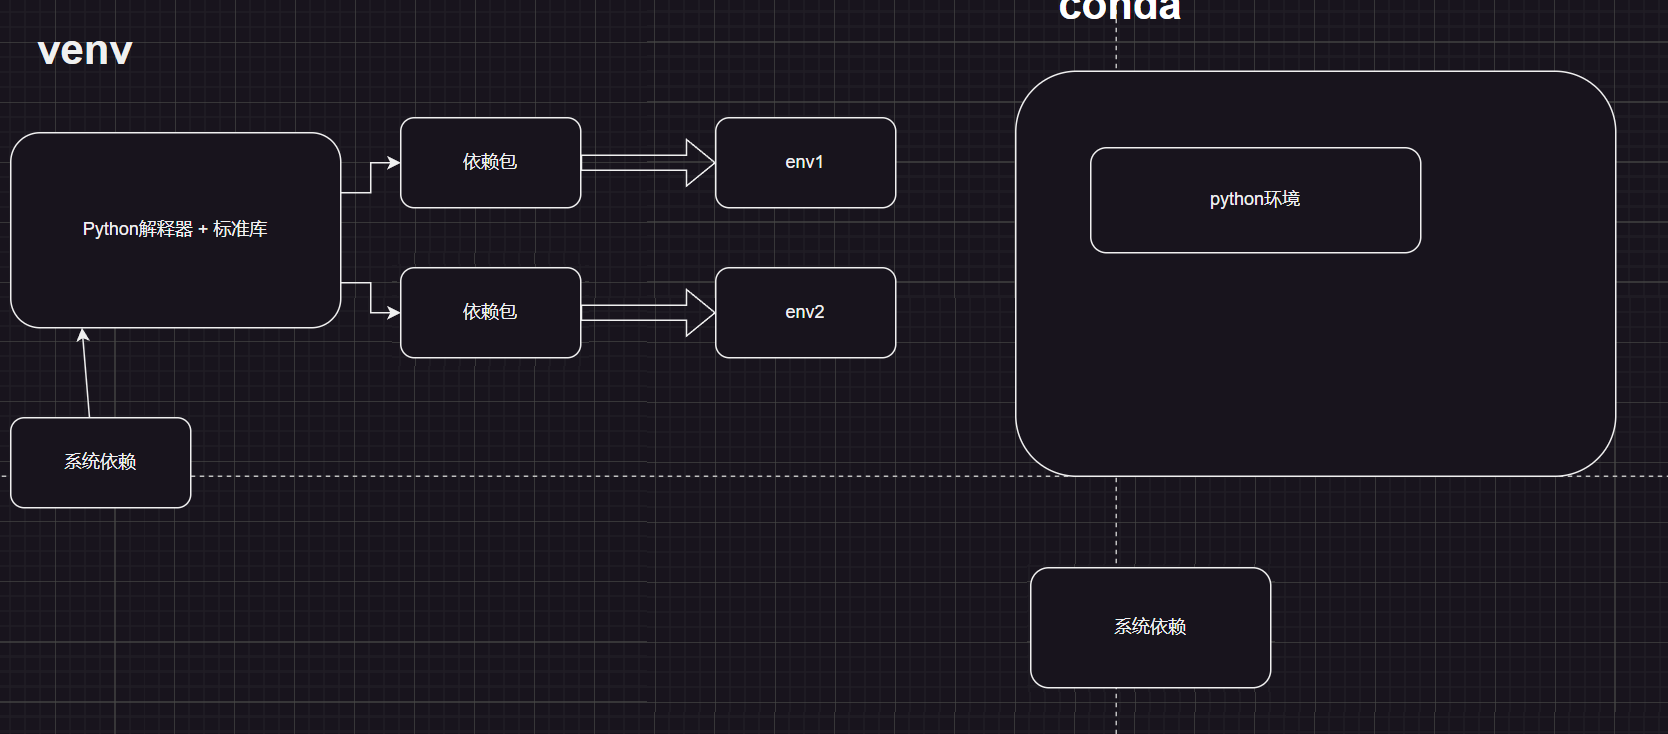 venv
Python解释器 + 标准库
依赖包
env1
依赖包
env2
系统依赖
conda
python环境
系统依赖